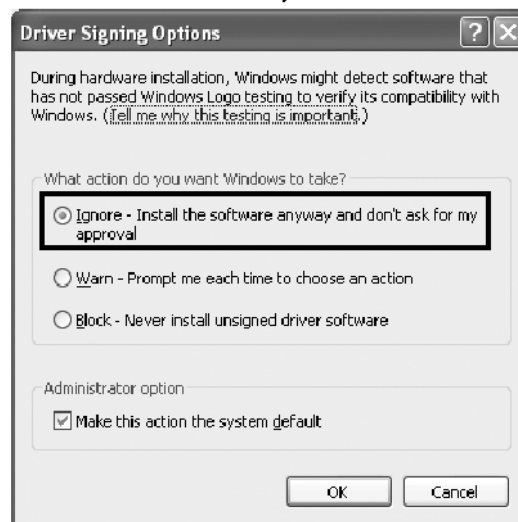 Driver Signing Options
During hardware installation, Windows might detect software that
has not passed Windows Logo testing to verify its compatibility with
Windows. (Tell me why this testing is important.)
What action do you want Windows to take?
Ignore - Install the software anyway and don't ask for my
approval
Warn - Prompt me each time to choose an action
Block - Never install unsigned driver software
Administrator option
Make this action the system default
OK Cancel